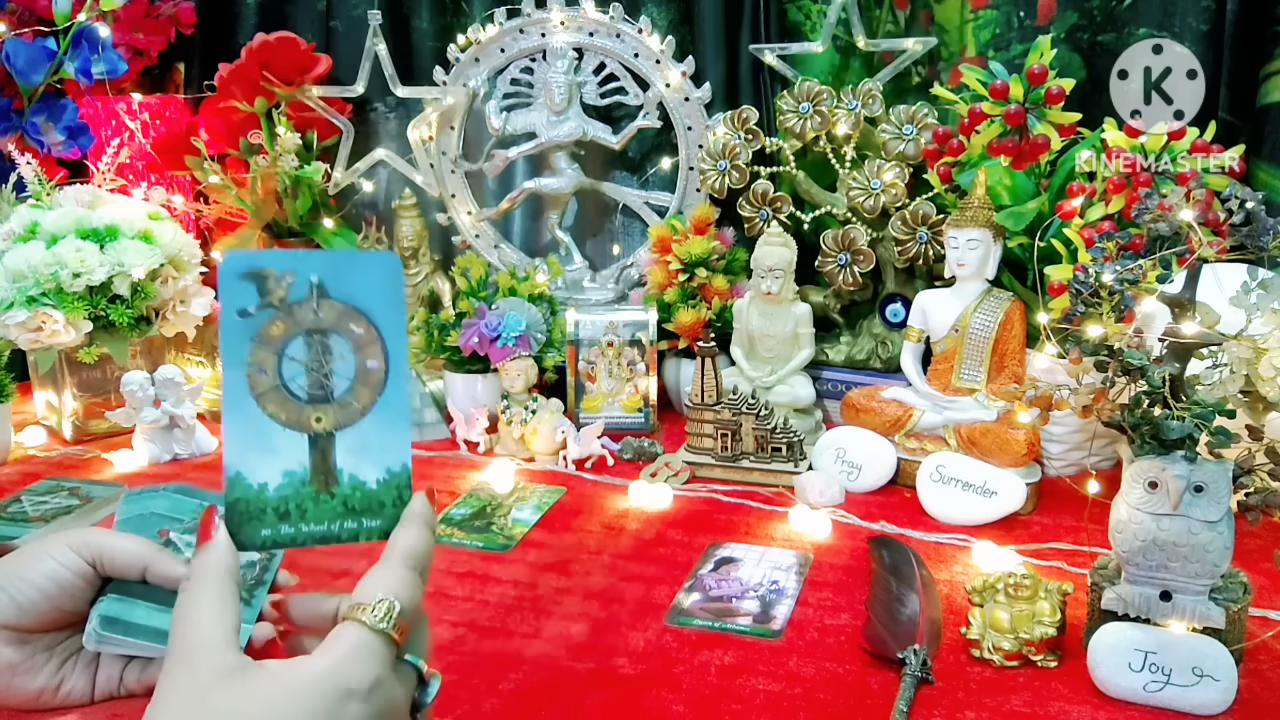 K
KINEMASTER
Pray
Surrender
10 - The Wheel of the Year
Joy